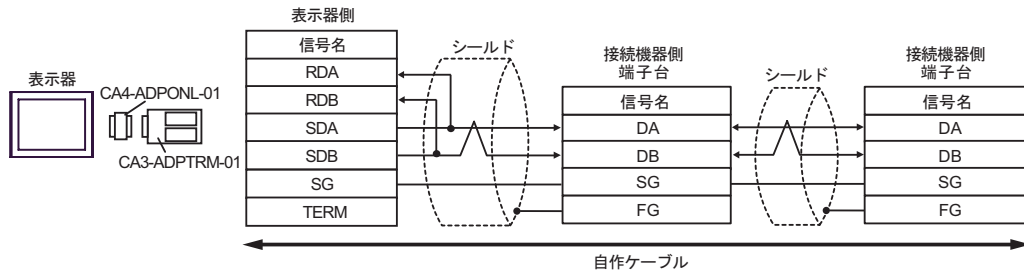 表示器
CA4-ADPONL-01
CA3-ADPTRM-01
表示器側
信号名
RDA
RDB
SDA
SDB
SG
TERM
シールド
接続機器側
端子台
信号名
DA
DB
SG
FG
シールド
接続機器側
端子台
信号名
DA
DB
SG
FG
自作ケーブル